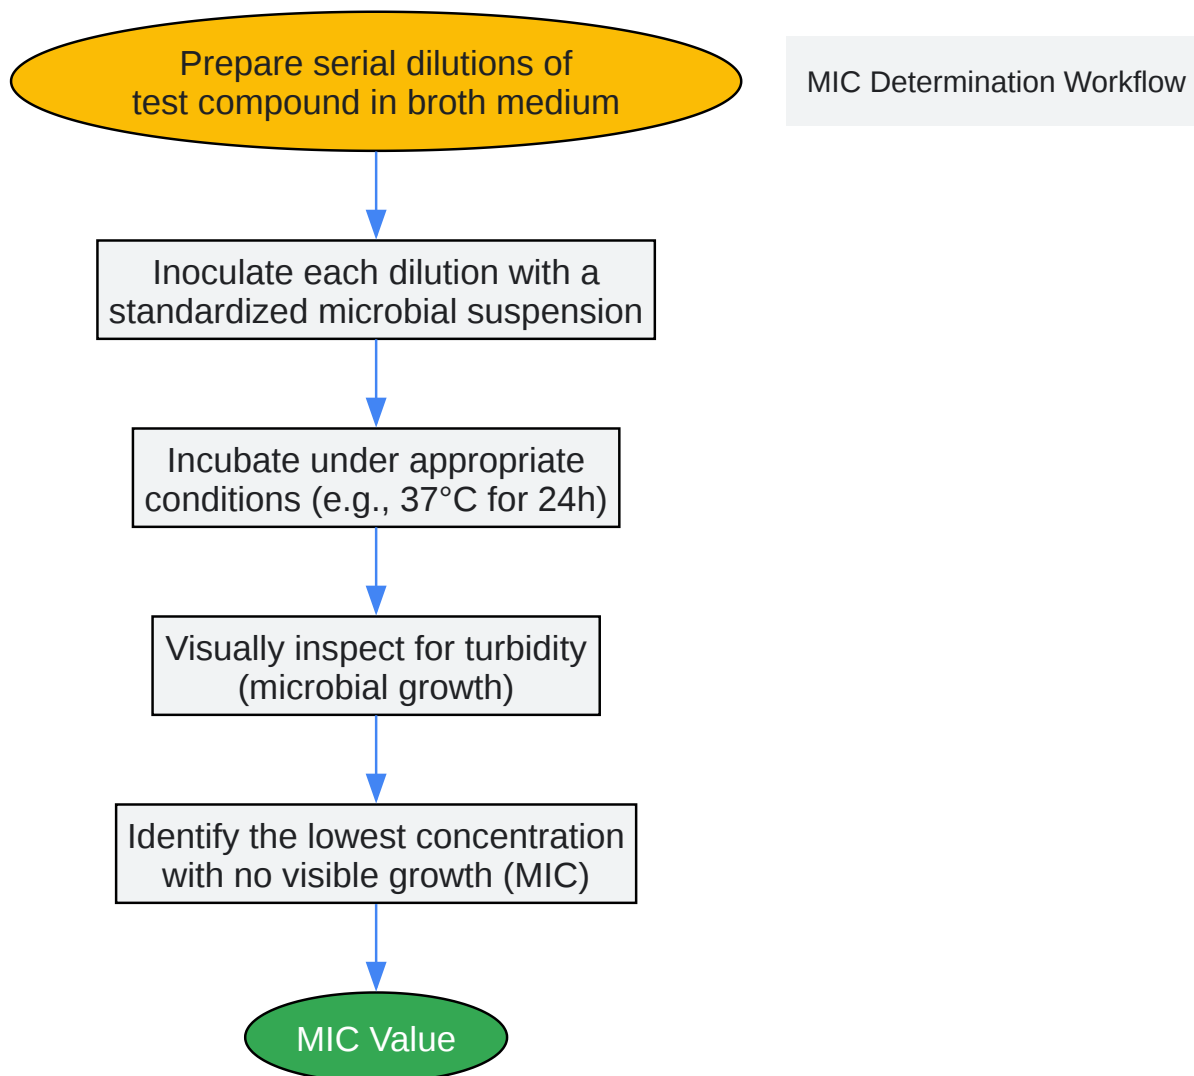 Prepare serial dilutions of
test compound in broth medium
MIC Determination Workflow
Inoculate each dilution with a
standardized microbial suspension
Incubate under appropriate
conditions (e.g., 37°C for 24h)
Visually inspect for turbidity
(microbial growth)
Identify the lowest concentration
with no visible growth (MIC)
MIC Value